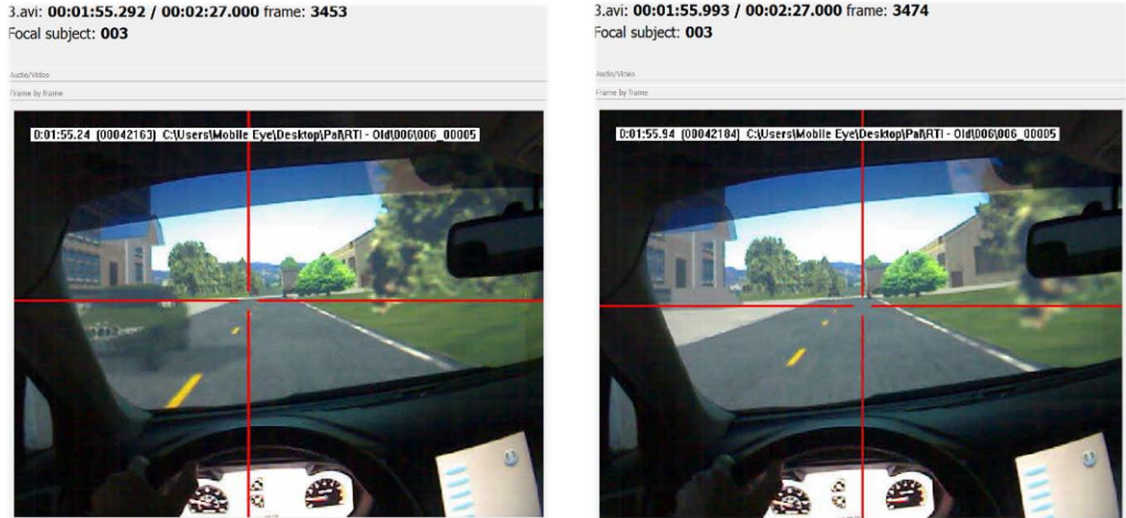 3.avi: 00:01:55.292 / 00:02:27.000 frame: 3453
Focal subject: 003
Audio/Video
Frame by frame
0:01:55.24 (00042163) C:\Users\Mobile Eye\Desktop\Pal\RTI - Old\006\006_00005
3.avi: 00:01:55.993 / 00:02:27.000 frame: 3474
Focal subject: 003
Audio/Video
Frame by frame
0:01:55.94 (00042184) C:\Users\Mobile Eye\Desktop\Pal\RTI - Old\006\006_00005